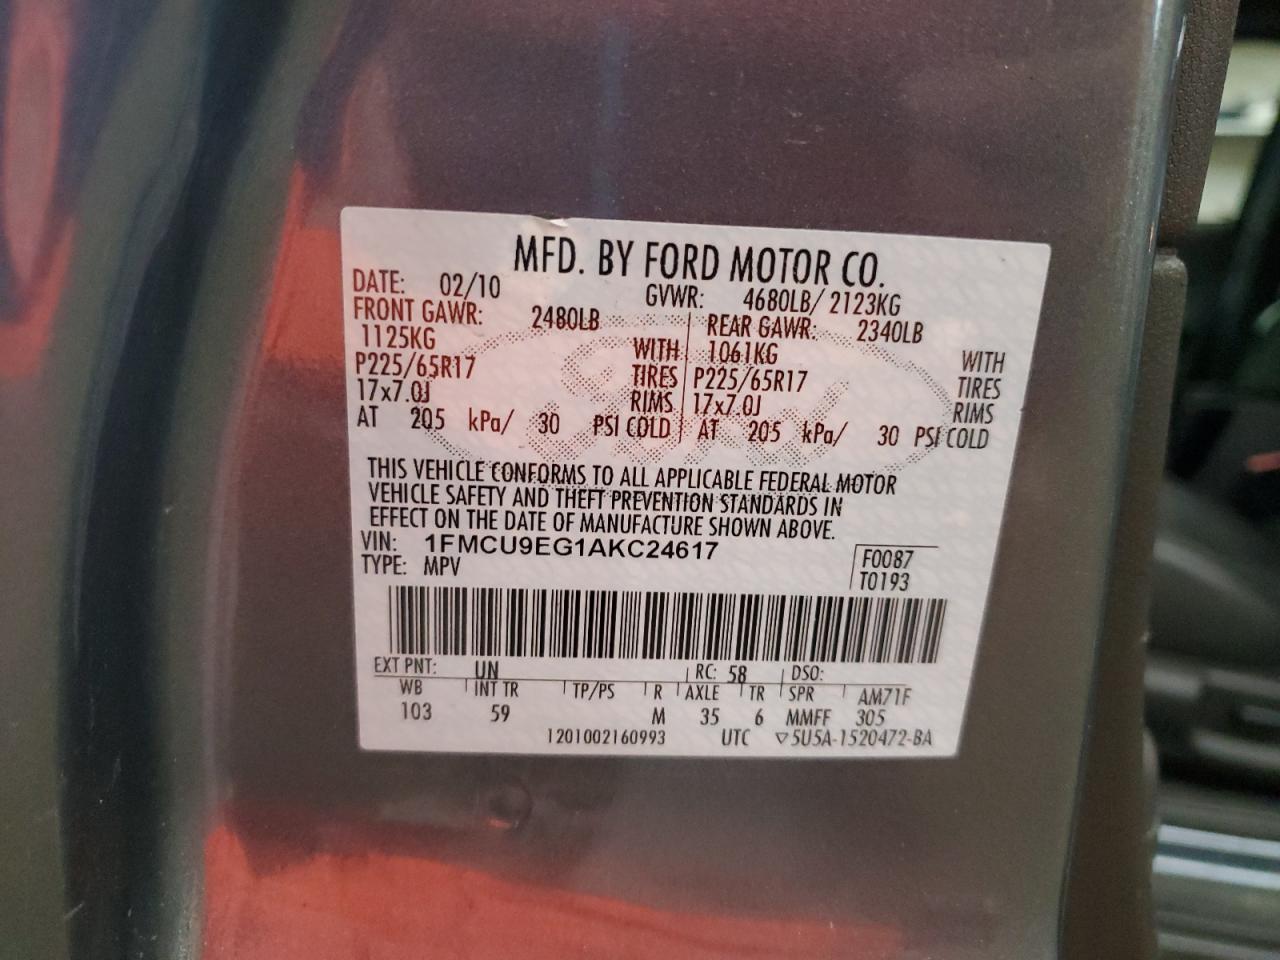 MFD. BY FORD MOTOR CO.
DATE: 02/10 GVWR: 4680LB/ 2123KG
FRONT GAWR: 2480LB REAR GAWR: 2340LB
1125KG WITH 1061KG WITH
P225/65R17 TIRES P225/65R17 TIRES
17x7.0J RIMS 17x7.0J RIMS
AT 205 kPa/ 30 PSI COLD AT 205 kPa/ 30 PSI COLD
THIS VEHICLE CONFORMS TO ALL APPLICABLE FEDERAL MOTOR
VEHICLE SAFETY AND THEFT PREVENTION STANDARDS IN
EFFECT ON THE DATE OF MANUFACTURE SHOWN ABOVE.
VIN: 1FMCU9EG1AKC24617 F0087
TYPE: MPV T0193
EXT PNT: UN RC: 58 DSO:
WB INT TR TP/PS R AXLE TR SPR AM71F
103 59 M 35 6 MMFF 305
1201002160993 UTC ▽5U5A-1520472-BA